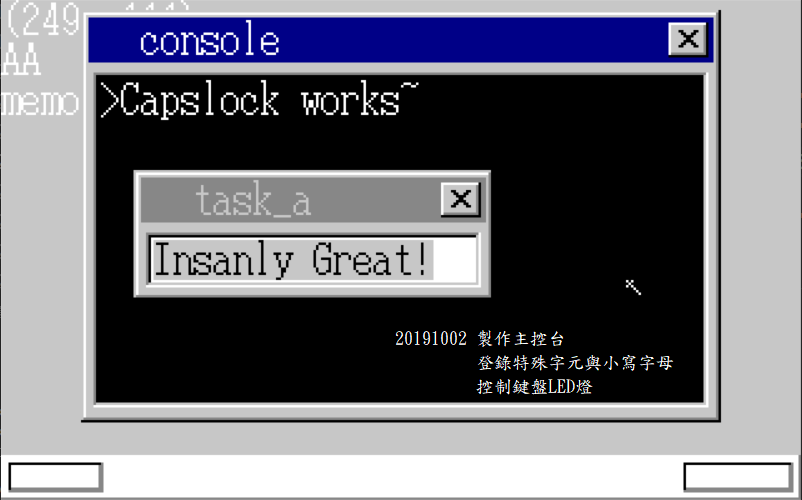 (249
AA
memo
console
>Capslock works~
task_a
Insanly Great!
20191002 製作主控台
登錄特殊字元與小寫字母
控制鍵盤LED燈